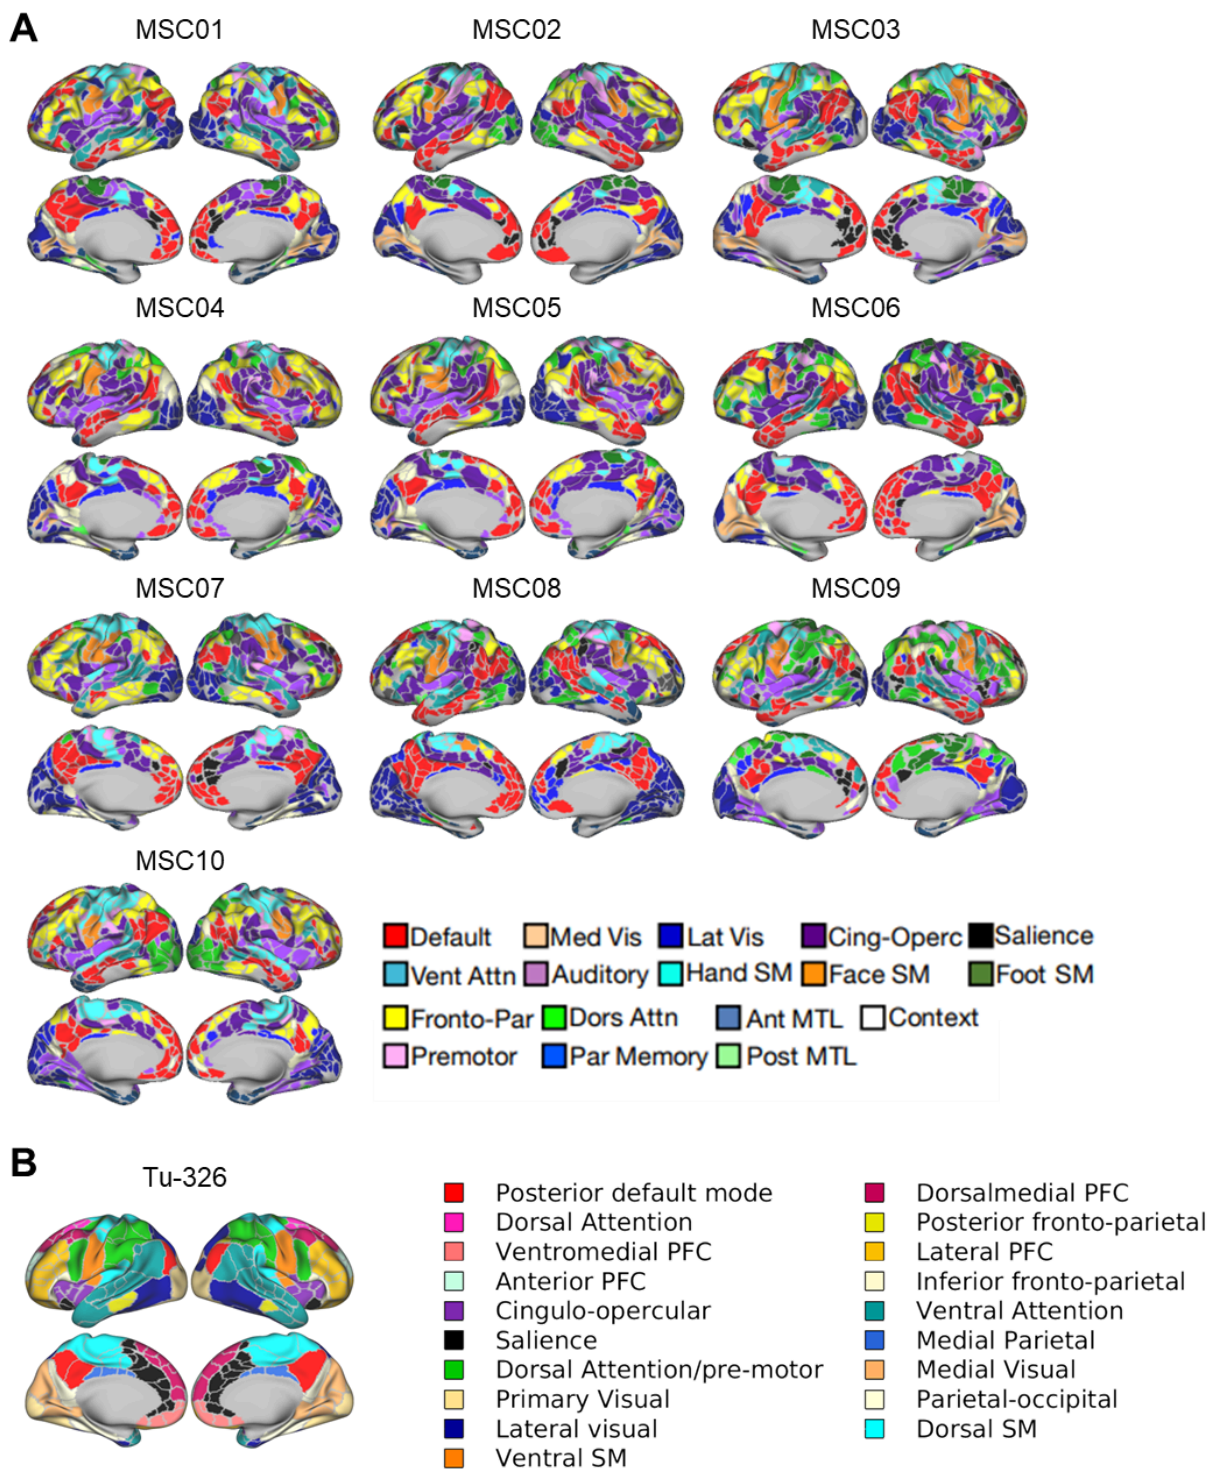 A
MSC01 MSC02 MSC03
MSC04 MSC05 MSC06
MSC07 MSC08 MSC09
MSC10
Default Med Vis Lat Vis Cing-Operc Salience
Vent Attn Auditory Hand SM Face SM Foot SM
Fronto-Par Dors Attn Ant MTL Context
Premotor Par Memory Post MTL
B
Tu-326
Posterior default mode
Dorsal Attention
Ventromedial PFC
Anterior PFC
Cingulo-opercular
Salience
Dorsal Attention/pre-motor
Primary Visual
Lateral visual
Ventral SM
Dorsalmedial PFC
Posterior fronto-parietal
Lateral PFC
Inferior fronto-parietal
Ventral Attention
Medial Parietal
Medial Visual
Parietal-occipital
Dorsal SM